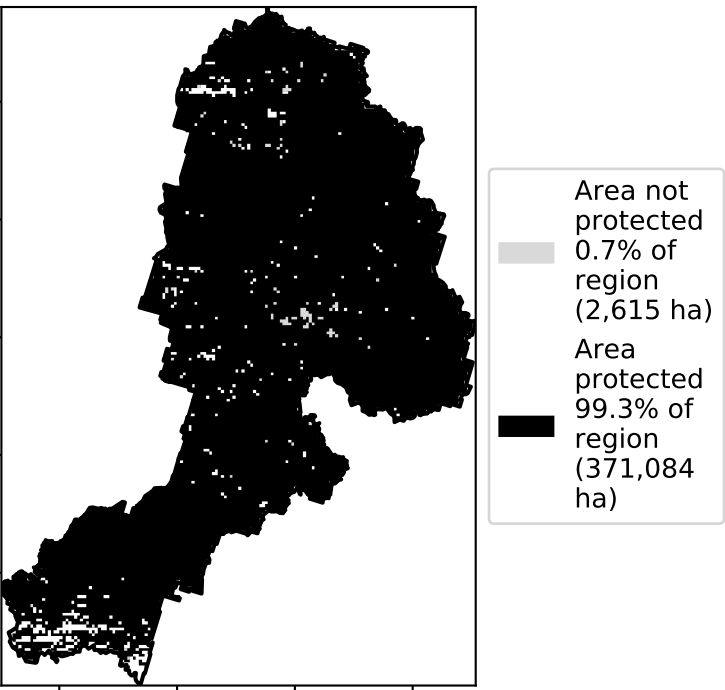 Area not
protected
0.7% of
region
(2,615 ha)
Area
protected
99.3% of
region
(371,084
ha)